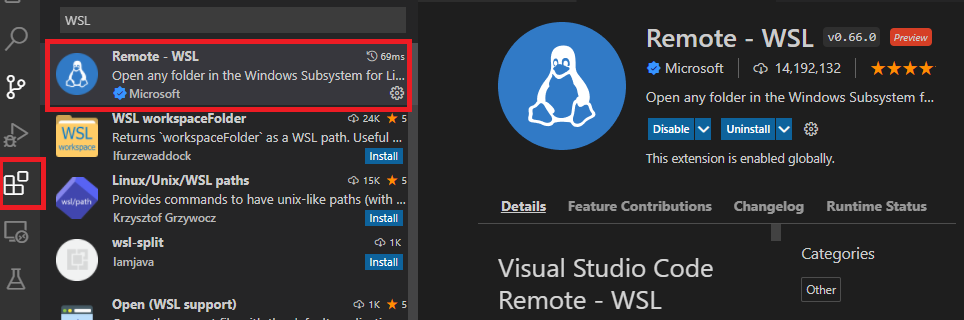 WSL
Remote - WSL
69ms
Open any folder in the Windows Subsystem for Li...
Microsoft
WSL
workspace
WSL workspaceFolder
24K ★ 5
Returns `workspaceFolder` as a WSL path. Useful ...
lfurzewaddock
Install
wsl/path
Linux/Unix/WSL paths
15K ★ 5
Provides commands to have unix-like paths (with ...
Krzysztof Grzywocz
Install
wsl-split
1K
Iamjava
Install
Open (WSL support)
1K ★ 5
Remote - WSL v0.66.0 Preview
Microsoft | 14,192,132 | ★★★★
Open any folder in the Windows Subsystem f...
Disable Uninstall
This extension is enabled globally.
Details Feature Contributions Changelog Runtime Status
Visual Studio Code
Remote - WSL
Categories
Other